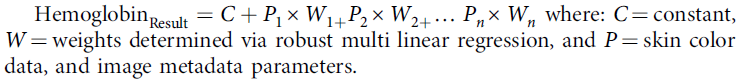 Hemoglobin_Result = C + P_1 × W_1+ P_2 × W_2+ … P_n × W_n where: C = constant,
W = weights determined via robust multi linear regression, and P = skin color
data, and image metadata parameters.